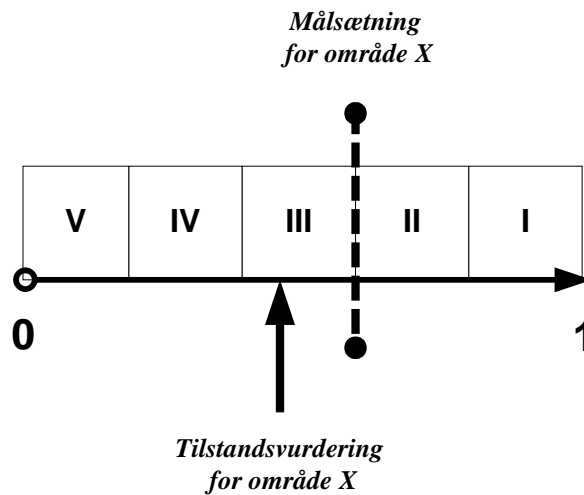 Målsætning
for område X
V IV III II I
0 1
Tilstandsvurdering
for område X